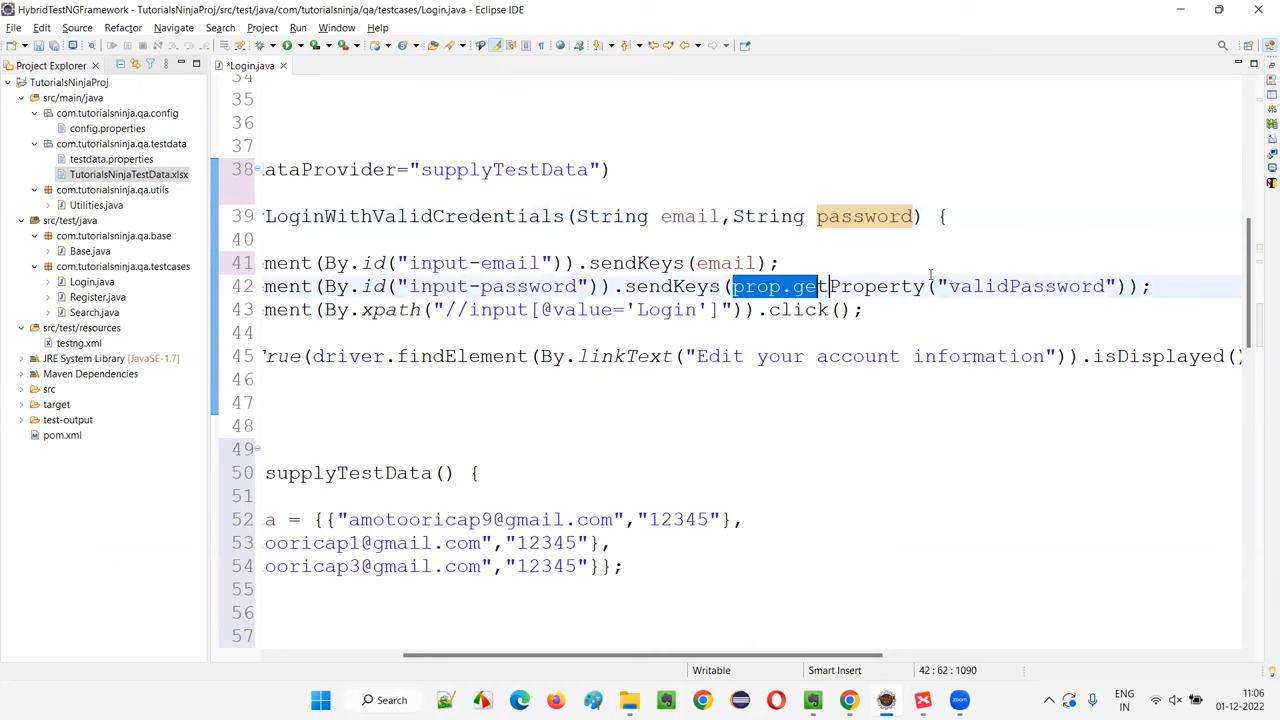 HybridTestNGFramework - TutorialsNinjaProj/src/test/java/com/tutorialsninja/qa/testcases/Login.java - Eclipse IDE
File Edit Source Refactor Navigate Search Project Run Window Help
Project Explorer
*Login.java
TutorialsNinjaProj
src/main/java
com.tutorialsninja.qa.config
config.properties
com.tutorialsninja.qa.testdata
testdata.properties
TutorialsNinjaTestData.xlsx
com.tutorialsninja.qa.utils
Utilities.java
src/test/java
com.tutorialsninja.qa.base
Base.java
com.tutorialsninja.qa.testcases
Login.java
Register.java
Search.java
src/test/resources
testng.xml
JRE System Library [JavaSE-1.7]
Maven Dependencies
src
target
test-output
pom.xml
34
35
36
37
38 ataProvider="supplyTestData")
39 LoginWithValidCredentials(String email,String password) {
40
41 ment(By.id("input-email")).sendKeys(email);
42 ment(By.id("input-password")).sendKeys(prop.getProperty("validPassword"));
43 ment(By.xpath("//input[@value='Login']")).click();
44
45 True(driver.findElement(By.linkText("Edit your account information")).isDisplayed()
46
47
48
49
50 supplyTestData() {
51
52 a = {{"amotooricap9@gmail.com","12345"},
53 ooricap1@gmail.com","12345"},
54 ooricap3@gmail.com","12345"}};
55
56
57
Writable Smart Insert 42 : 62 : 1090
Search
ENG
IN
11:06
01-12-2022